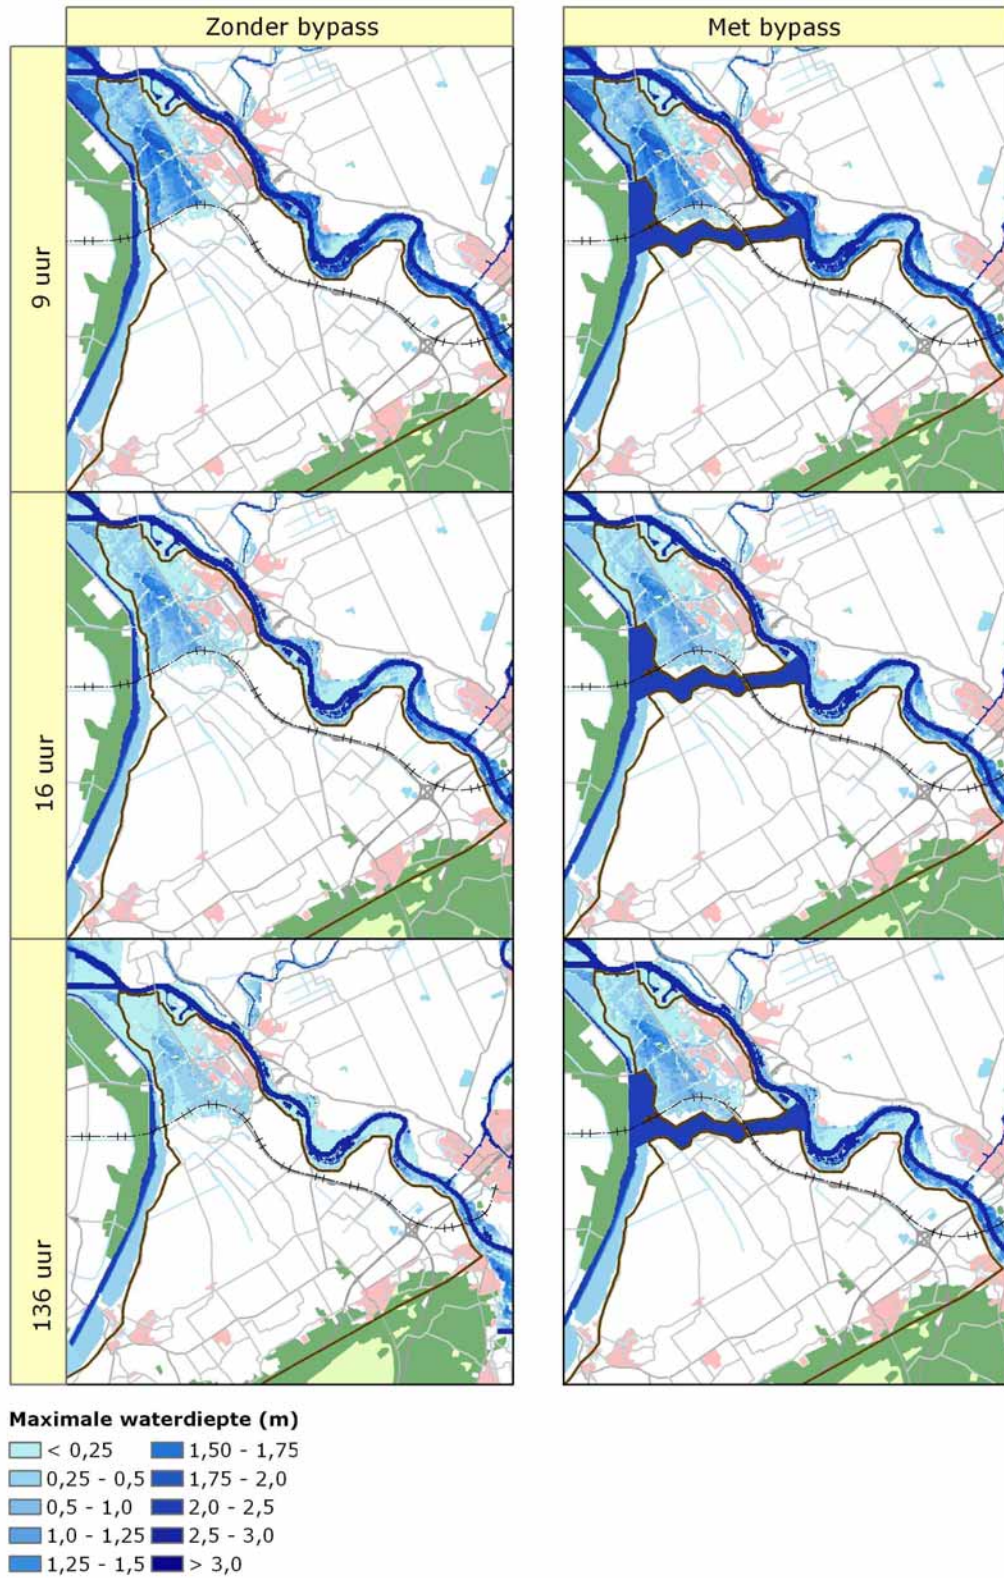 Zonder bypass
Met bypass
9 uur
16 uur
136 uur
Maximale waterdiepte (m)
< 0,25
0,25 - 0,5
0,5 - 1,0
1,0 - 1,25
1,25 - 1,5
1,50 - 1,75
1,75 - 2,0
2,0 - 2,5
2,5 - 3,0
> 3,0